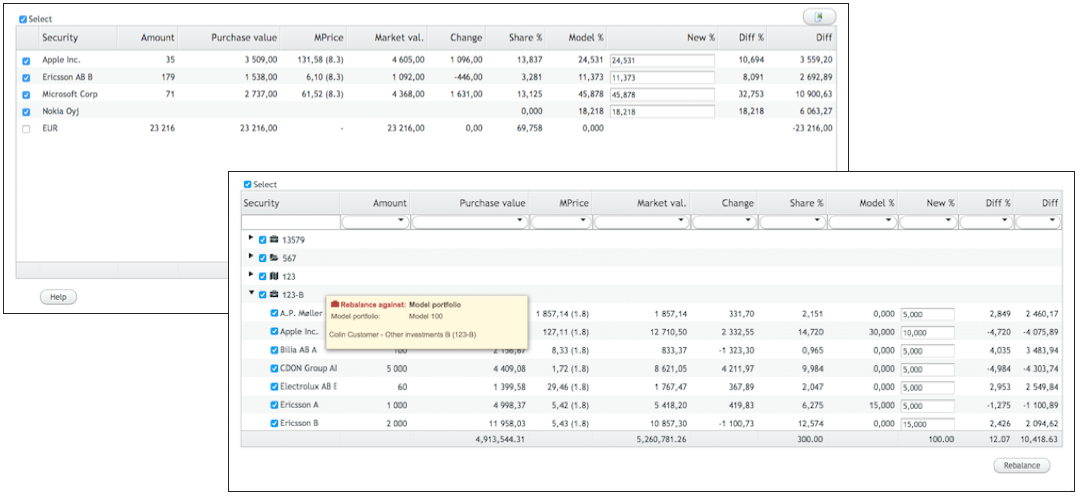 Select
Security Amount Purchase value MPrice Market val. Change Share % Model % New % Diff % Diff
Apple Inc. 35 3 509,00 131,58 (8.3) 4 605,00 1 096,00 13,837 24,531 24,531 10,694 3 559,20
Ericsson AB B 179 1 538,00 6,10 (8.3) 1 092,00 -446,00 3,281 11,373 11,373 8,091 2 692,89
Microsoft Corp 71 2 737,00 61,52 (8.3) 4 368,00 1 631,00 13,125 45,878 45,878 32,753 10 900,63
Nokia Oyj 0,000 18,218 18,218 18,218 6 063,27
EUR 23 216 23 216,00 - 23 216,00 0,00 69,758 0,000 -23 216,00
Help
Select
Security Amount Purchase value MPrice Market val. Change Share % Model % New % Diff % Diff
13579
567
123
123-B
Rebalance against: Model portfolio
Model portfolio: Model 100
Colin Customer - Other investments B (123-B)
A.P. Møller 1 857,14 (1.8) 1 857,14 331,70 2,151 0,000 5,000 2,849 2 460,17
Apple Inc. 127,11 (1.8) 12 710,50 2 332,55 14,720 30,000 10,000 -4,720 -4 075,89
Bilia AB A 100 2 156,67 8,33 (1.8) 833,37 -1 323,30 0,965 0,000 5,000 4,035 3 483,94
CDON Group Al 5 000 4 409,08 1,72 (1.8) 8 621,05 4 211,97 9,984 0,000 5,000 -4,984 -4 303,74
Electrolux AB 60 1 399,58 29,46 (1.8) 1 767,47 367,89 2,047 0,000 5,000 2,953 2 549,84
Ericsson A 1 000 4 998,37 5,42 (1.8) 5 418,20 419,83 6,275 15,000 5,000 -1,275 -1 100,89
Ericsson B 2 000 11 958,03 5,43 (1.8) 10 857,30 -1 100,73 12,574 0,000 15,000 2,426 2 094,62
4,913,544.31 5,260,781.26 300.00 100.00 12.07 10,418.63
Rebalance